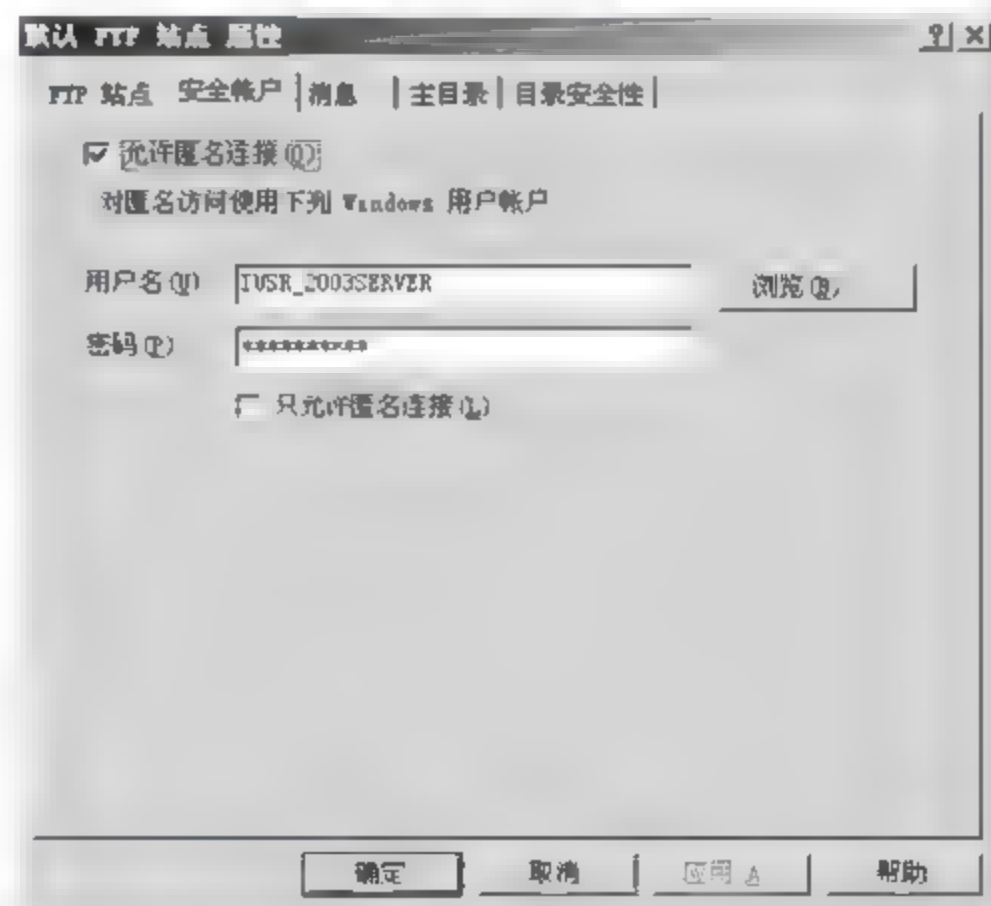 默认 FTP 站点 属性
FTP 站点 安全帐户 消息 主目录 目录安全性
允许匿名连接(O)
对匿名访问使用下列 Windows 用户帐户
用户名(U) IUSR_2003SERVER 浏览(B)
密码(P) **********
只允许匿名连接(L)
确定 取消 应用 A 帮助